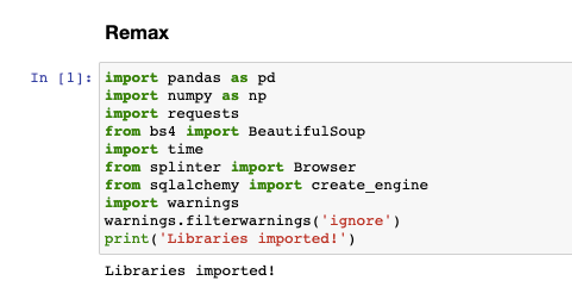 Remax
In [1]:
import pandas as pd
import numpy as np
import requests
from bs4 import BeautifulSoup
import time
from splinter import Browser
from sqlalchemy import create_engine
import warnings
warnings.filterwarnings('ignore')
print('Libraries imported!')
Libraries imported!